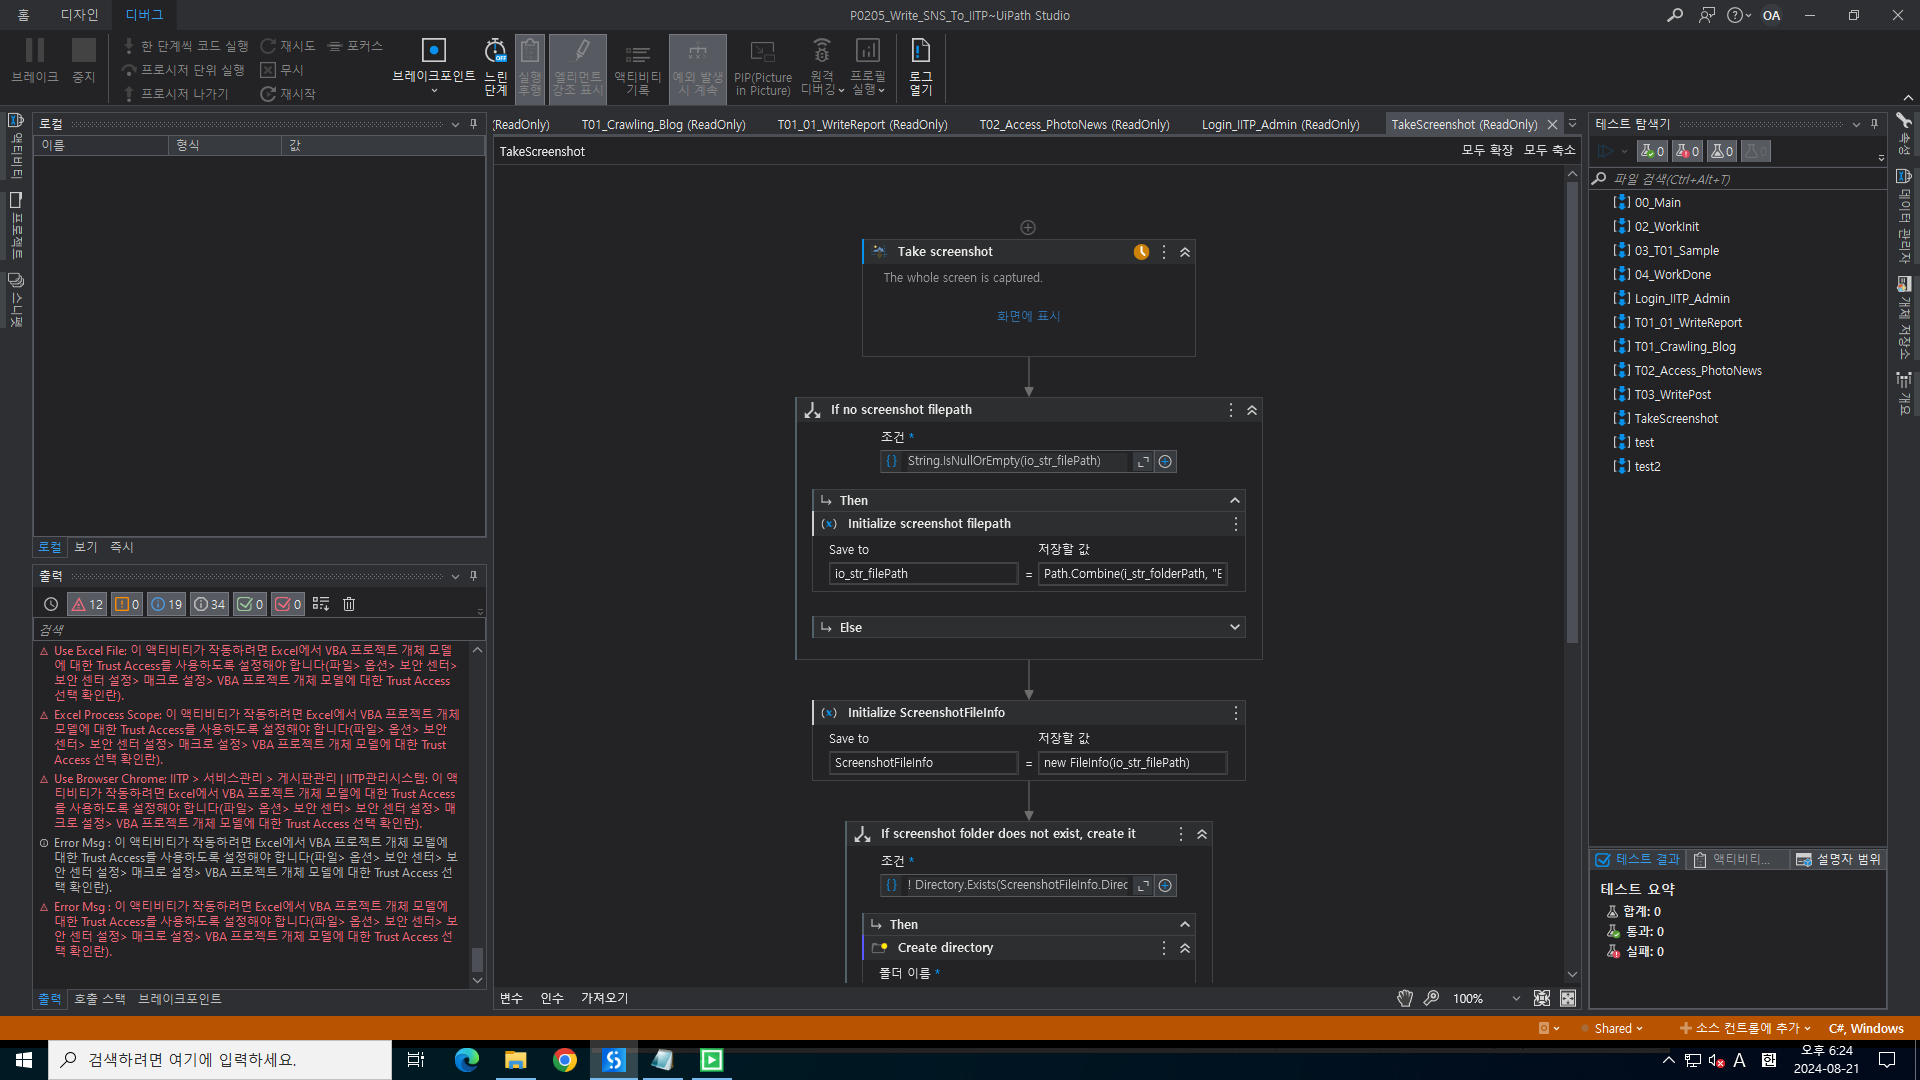 홈 디자인 디버그
P0205_Write_SNS_To_IITP~UiPath Studio
OA
브레이크 중지
한 단계씩 코드 실행 재시도 포커스
프로시저 단위 실행 무시
프로시저 나가기 재시작
브레이크포인트
느린 단계
실행 후행
엘리먼트 강조 표시
액티비티 기록
예외 발생 시 계속
PIP(Picture in Picture)
원격 디버깅
프로필 실행
로그 열기
액티비티
프로젝트
스니펫
로컬
이름 형식 값
로컬 보기 즉시
출력
12 0 19 34 0 0
검색
Use Excel File: 이 액티비티가 작동하려면 Excel에서 VBA 프로젝트 개체 모델
에 대한 Trust Access를 사용하도록 설정해야 합니다(파일> 옵션> 보안 센터>
보안 센터 설정> 매크로 설정> VBA 프로젝트 개체 모델에 대한 Trust Access
선택 확인란).
Excel Process Scope: 이 액티비티가 작동하려면 Excel에서 VBA 프로젝트 개체
모델에 대한 Trust Access를 사용하도록 설정해야 합니다(파일> 옵션> 보안
센터> 보안 센터 설정> 매크로 설정> VBA 프로젝트 개체 모델에 대한 Trust
Access 선택 확인란).
Use Browser Chrome: IITP > 서비스관리 > 게시판관리 | IITP관리시스템: 이 액
티비티가 작동하려면 Excel에서 VBA 프로젝트 개체 모델에 대한 Trust Access
를 사용하도록 설정해야 합니다(파일> 옵션> 보안 센터> 보안 센터 설정> 매
크로 설정> VBA 프로젝트 개체 모델에 대한 Trust Access 선택 확인란).
Error Msg : 이 액티비티가 작동하려면 Excel에서 VBA 프로젝트 개체 모델에
대한 Trust Access를 사용하도록 설정해야 합니다(파일> 옵션> 보안 센터> 보
안 센터 설정> 매크로 설정> VBA 프로젝트 개체 모델에 대한 Trust Access 선
택 확인란).
Error Msg : 이 액티비티가 작동하려면 Excel에서 VBA 프로젝트 개체 모델에
대한 Trust Access를 사용하도록 설정해야 합니다(파일> 옵션> 보안 센터> 보
안 센터 설정> 매크로 설정> VBA 프로젝트 개체 모델에 대한 Trust Access 선
택 확인란).
출력 호출 스택 브레이크포인트
(ReadOnly) T01_Crawling_Blog (ReadOnly) T01_01_WriteReport (ReadOnly) T02_Access_PhotoNews (ReadOnly) Login_IITP_Admin (ReadOnly) TakeScreenshot (ReadOnly)
TakeScreenshot 모두 확장 모두 축소
Take screenshot
The whole screen is captured.
화면에 표시
If no screenshot filepath
조건 *
String.IsNullOrEmpty(io_str_filePath)
Then
(x) Initialize screenshot filepath
Save to 저장할 값
io_str_filePath = Path.Combine(i_str_folderPath, "E
Else
(x) Initialize ScreenshotFileInfo
Save to 저장할 값
ScreenshotFileInfo = new FileInfo(io_str_filePath)
If screenshot folder does not exist, create it
조건 *
! Directory.Exists(ScreenshotFileInfo.Direc
Then
Create directory
폴더 이름 *
변수 인수 가져오기
100%
테스트 탐색기
0 0 0 0
파일 검색(Ctrl+Alt+T)
00_Main
02_WorkInit
03_T01_Sample
04_WorkDone
Login_IITP_Admin
T01_01_WriteReport
T01_Crawling_Blog
T02_Access_PhotoNews
T03_WritePost
TakeScreenshot
test
test2
테스트 결과 액티비티... 설명자 범위
테스트 요약
합계: 0
통과: 0
실패: 0
속성
데이터 관리자
개체 저장소
개요
Shared 소스 컨트롤에 추가 C#, Windows
검색하려면 여기에 입력하세요.
A 한
오후 6:24
2024-08-21